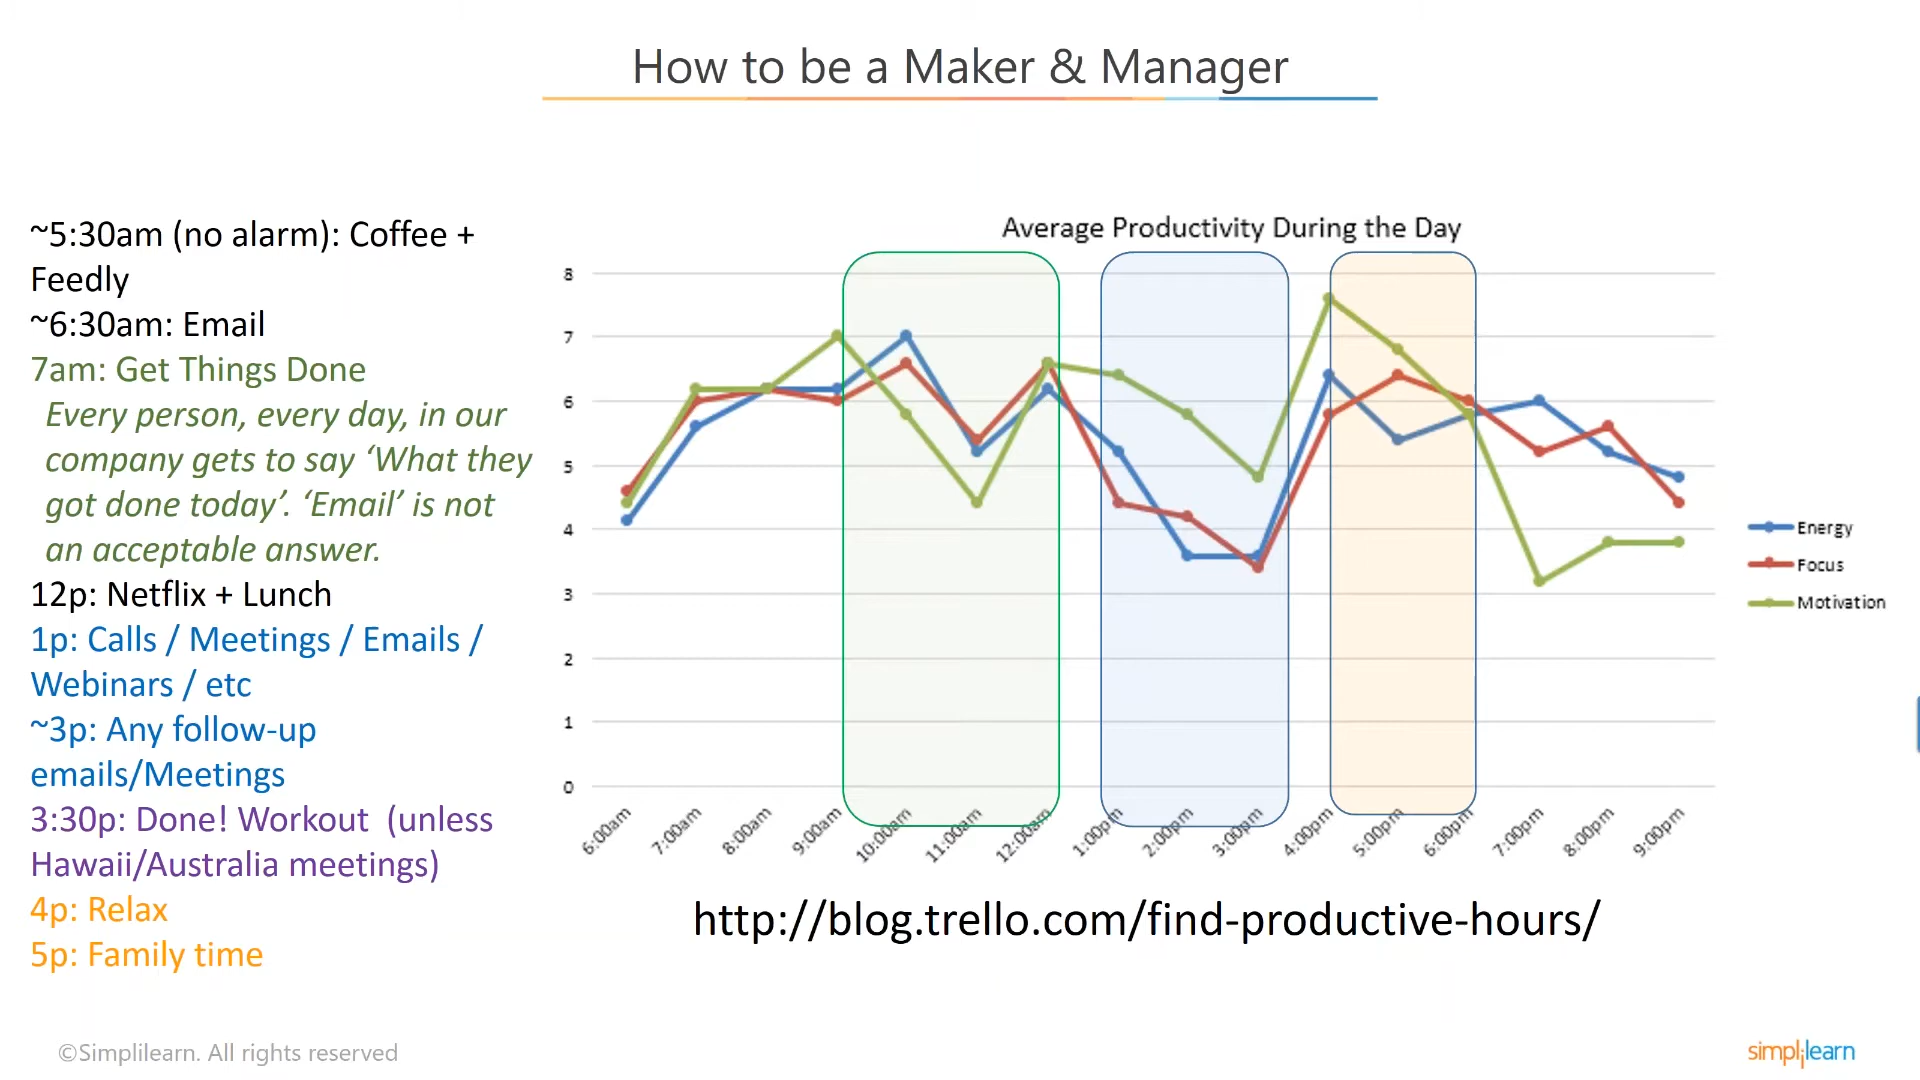 How to be a Maker & Manager
~5:30am (no alarm): Coffee +
Feedly
~6:30am: Email
7am: Get Things Done
Every person, every day, in our
company gets to say ‘What they
got done today’. ‘Email’ is not
an acceptable answer.
12p: Netflix + Lunch
1p: Calls / Meetings / Emails /
Webinars / etc
~3p: Any follow-up
emails/Meetings
3:30p: Done! Workout (unless
Hawaii/Australia meetings)
4p: Relax
5p: Family time
Average Productivity During the Day
8
7
6
5
4
3
2
1
0
6:00am
7:00am
8:00am
9:00am
10:00am
11:00am
12:00am
1:00pm
2:00pm
3:00pm
4:00pm
5:00pm
6:00pm
7:00pm
8:00pm
9:00pm
Energy
Focus
Motivation
http://blog.trello.com/find-productive-hours/
©Simplilearn. All rights reserved
simplilearn